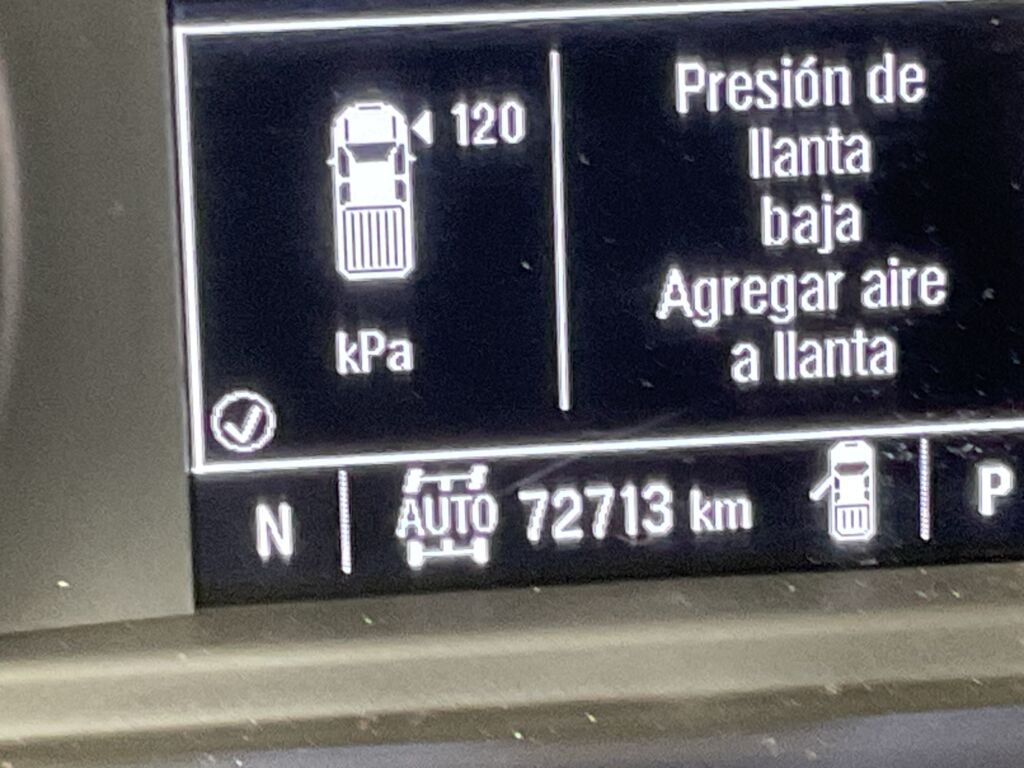 120
kPa
Presión de
llanta
baja
Agregar aire
a llanta
N
AUTO
72713 km
P